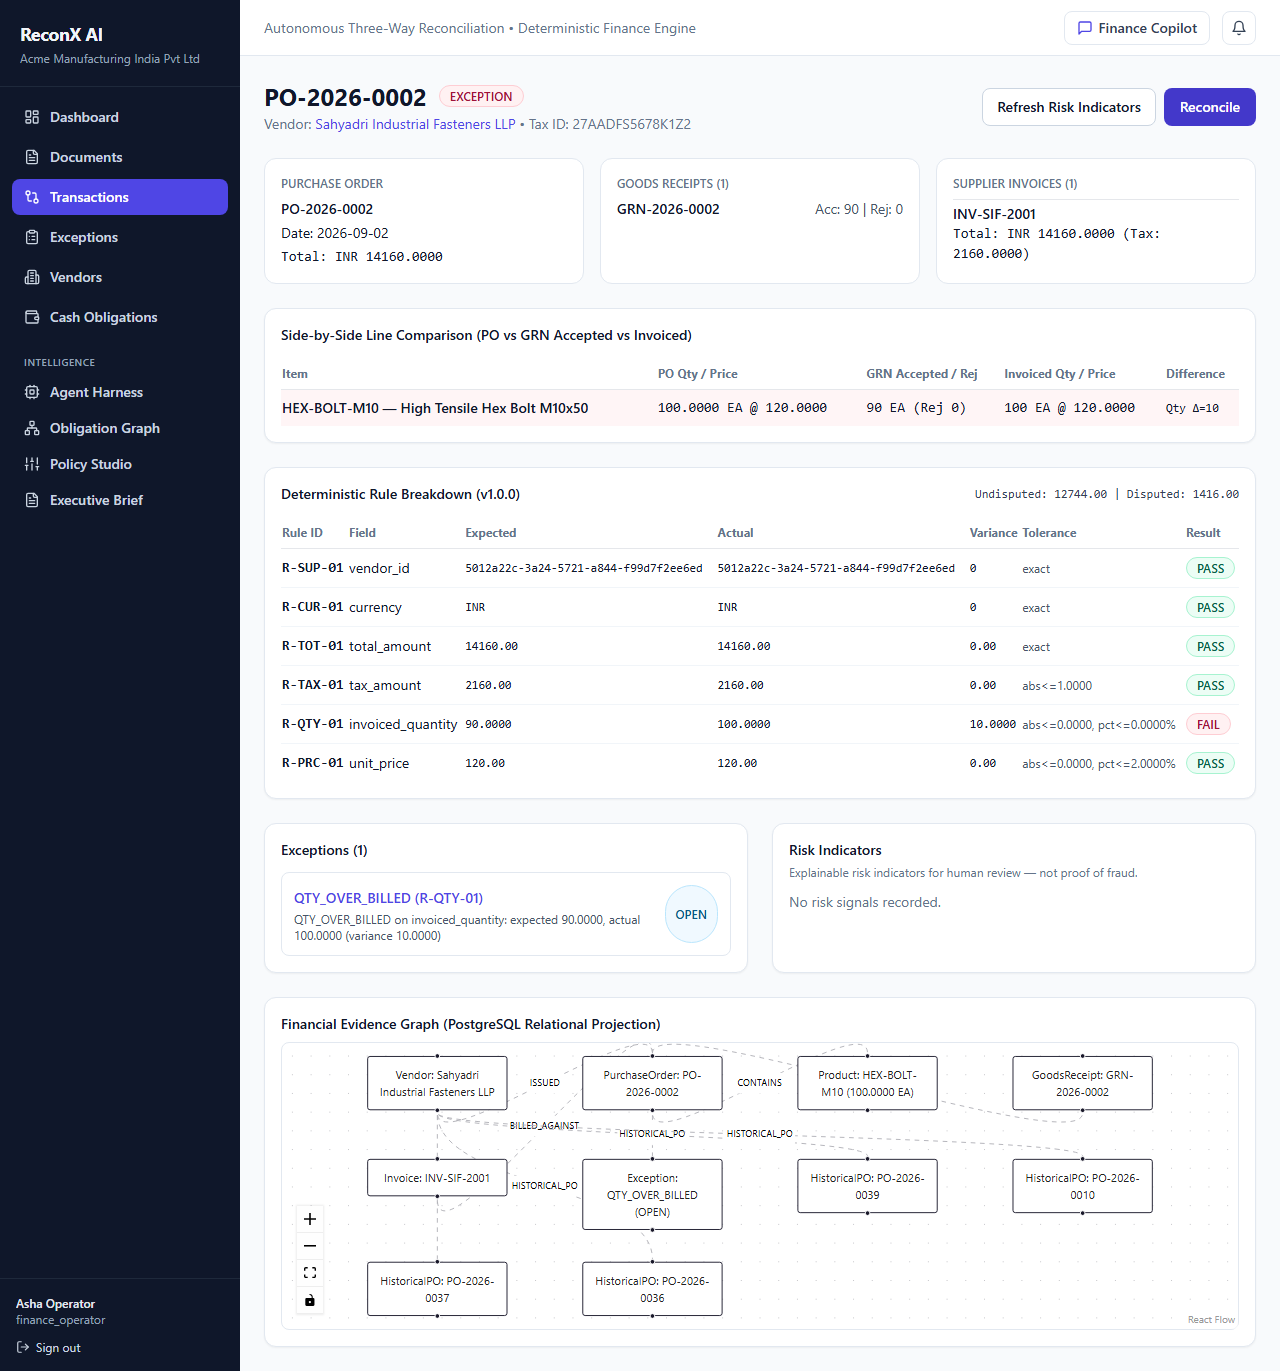 ReconX AI
Acme Manufacturing India Pvt Ltd
Dashboard
Documents
Transactions
Exceptions
Vendors
Cash Obligations
INTELLIGENCE
Agent Harness
Obligation Graph
Policy Studio
Executive Brief
Asha Operator
finance_operator
Sign out
Autonomous Three-Way Reconciliation • Deterministic Finance Engine
Finance Copilot
PO-2026-0002 EXCEPTION
Vendor: Sahyadri Industrial Fasteners LLP • Tax ID: 27AADFS5678K1Z2
Refresh Risk Indicators
Reconcile
PURCHASE ORDER
PO-2026-0002
Date: 2026-09-02
Total: INR 14160.0000
GOODS RECEIPTS (1)
GRN-2026-0002 Acc: 90 | Rej: 0
SUPPLIER INVOICES (1)
INV-SIF-2001
Total: INR 14160.0000 (Tax:
2160.0000)
Side-by-Side Line Comparison (PO vs GRN Accepted vs Invoiced)
Item PO Qty / Price GRN Accepted / Rej Invoiced Qty / Price Difference
HEX-BOLT-M10 — High Tensile Hex Bolt M10x50 100.0000 EA @ 120.0000 90 EA (Rej 0) 100 EA @ 120.0000 Qty Δ=10
Deterministic Rule Breakdown (v1.0.0) Undisputed: 12744.00 | Disputed: 1416.00
Rule ID Field Expected Actual Variance Tolerance Result
R-SUP-01 vendor_id 5012a22c-3a24-5721-a844-f99d7f2ee6ed 5012a22c-3a24-5721-a844-f99d7f2ee6ed 0 exact PASS
R-CUR-01 currency INR INR 0 exact PASS
R-TOT-01 total_amount 14160.00 14160.00 0.00 exact PASS
R-TAX-01 tax_amount 2160.00 2160.00 0.00 abs<=1.0000 PASS
R-QTY-01 invoiced_quantity 90.0000 100.0000 10.0000 abs<=0.0000, pct<=0.0000% FAIL
R-PRC-01 unit_price 120.00 120.00 0.00 abs<=0.0000, pct<=2.0000% PASS
Exceptions (1)
QTY_OVER_BILLED (R-QTY-01)
QTY_OVER_BILLED on invoiced_quantity: expected 90.0000, actual
100.0000 (variance 10.0000)
OPEN
Risk Indicators
Explainable risk indicators for human review — not proof of fraud.
No risk signals recorded.
Financial Evidence Graph (PostgreSQL Relational Projection)
Vendor: Sahyadri
Industrial Fasteners LLP
ISSUED
PurchaseOrder: PO-
2026-0002
CONTAINS
Product: HEX-BOLT-
M10 (100.0000 EA)
GoodsReceipt: GRN-
2026-0002
BILLED_AGAINST
HISTORICAL_PO
HISTORICAL_PO
Invoice: INV-SIF-2001
HISTORICAL_PO
Exception:
QTY_OVER_BILLED
(OPEN)
HistoricalPO: PO-2026-
0039
HistoricalPO: PO-2026-
0010
HistoricalPO: PO-2026-
0037
HistoricalPO: PO-2026-
0036
React Flow